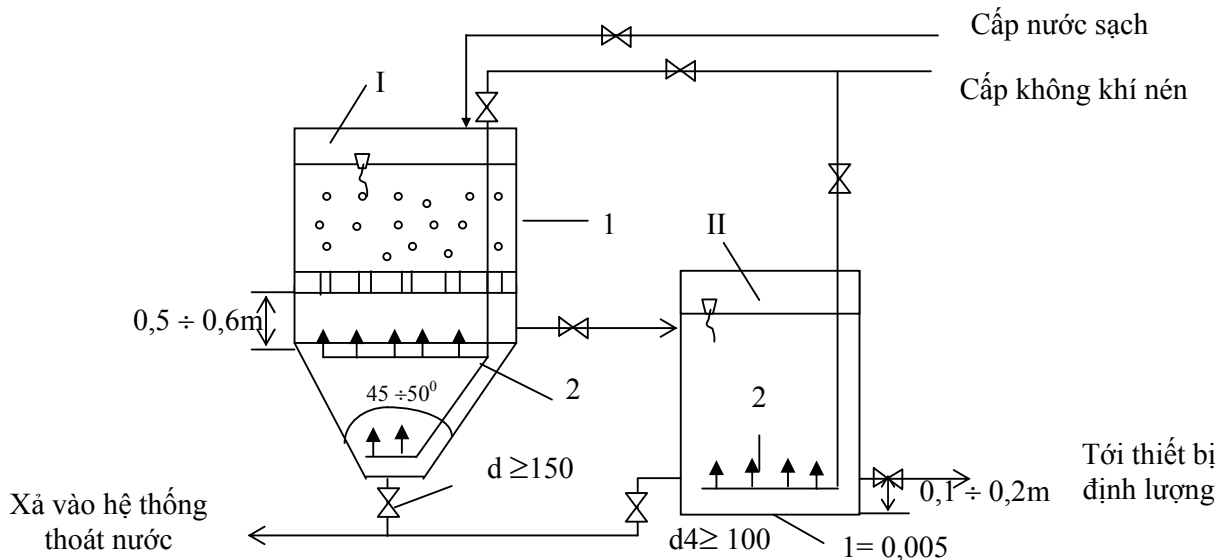 Cấp nước sạch
Cấp không khí nén
I
1
II
0,5 ÷ 0,6m
2
45 ÷50⁰
2
d ≥150
Tới thiết bị
định lượng
0,1 ÷ 0,2m
Xả vào hệ thống
thoát nước
d4≥ 100
1= 0,005